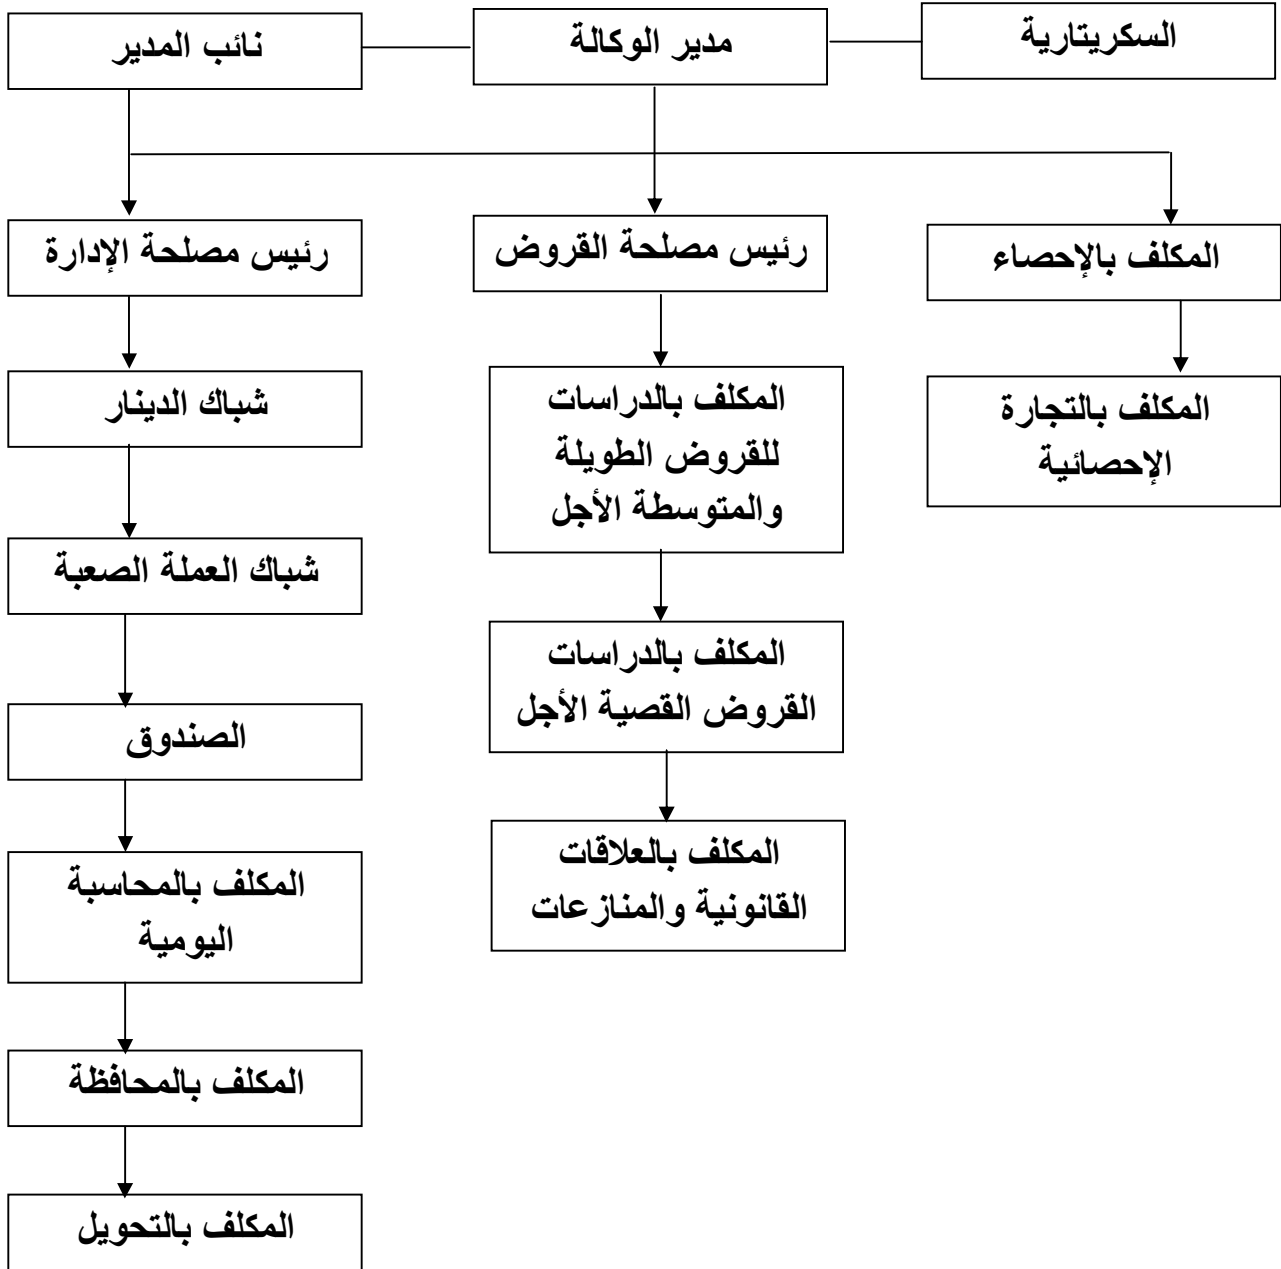 السكريتارية
مدير الوكالة
نائب المدير
المكلف بالإحصاء
رئيس مصلحة القروض
رئيس مصلحة الإدارة
المكلف بالتجارة
الإحصائية
المكلف بالدراسات
للقروض الطويلة
والمتوسطة الأجل
شباك الدينار
شباك العملة الصعبة
المكلف بالدراسات
القروض القصية الأجل
الصندوق
المكلف بالعلاقات
القانونية والمنازعات
المكلف بالمحاسبة
اليومية
المكلف بالمحافظة
المكلف بالتحويل